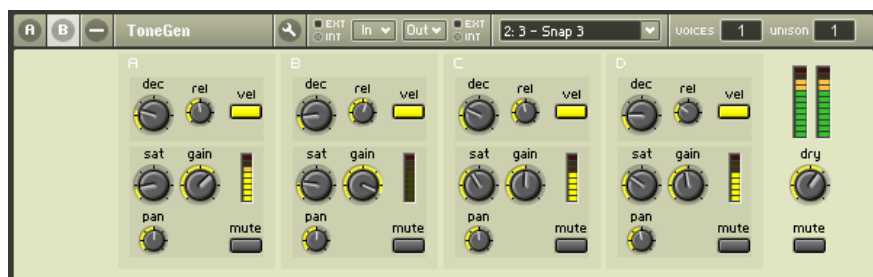 A B ToneGen EXT INT In Out EXT INT 2: 3 - Snap 3 VOICES 1 UNISON 1
A B C D
dec rel vel dec rel vel dec rel vel dec rel vel
sat gain sat gain sat gain sat gain dry
pan mute pan mute pan mute pan mute mute